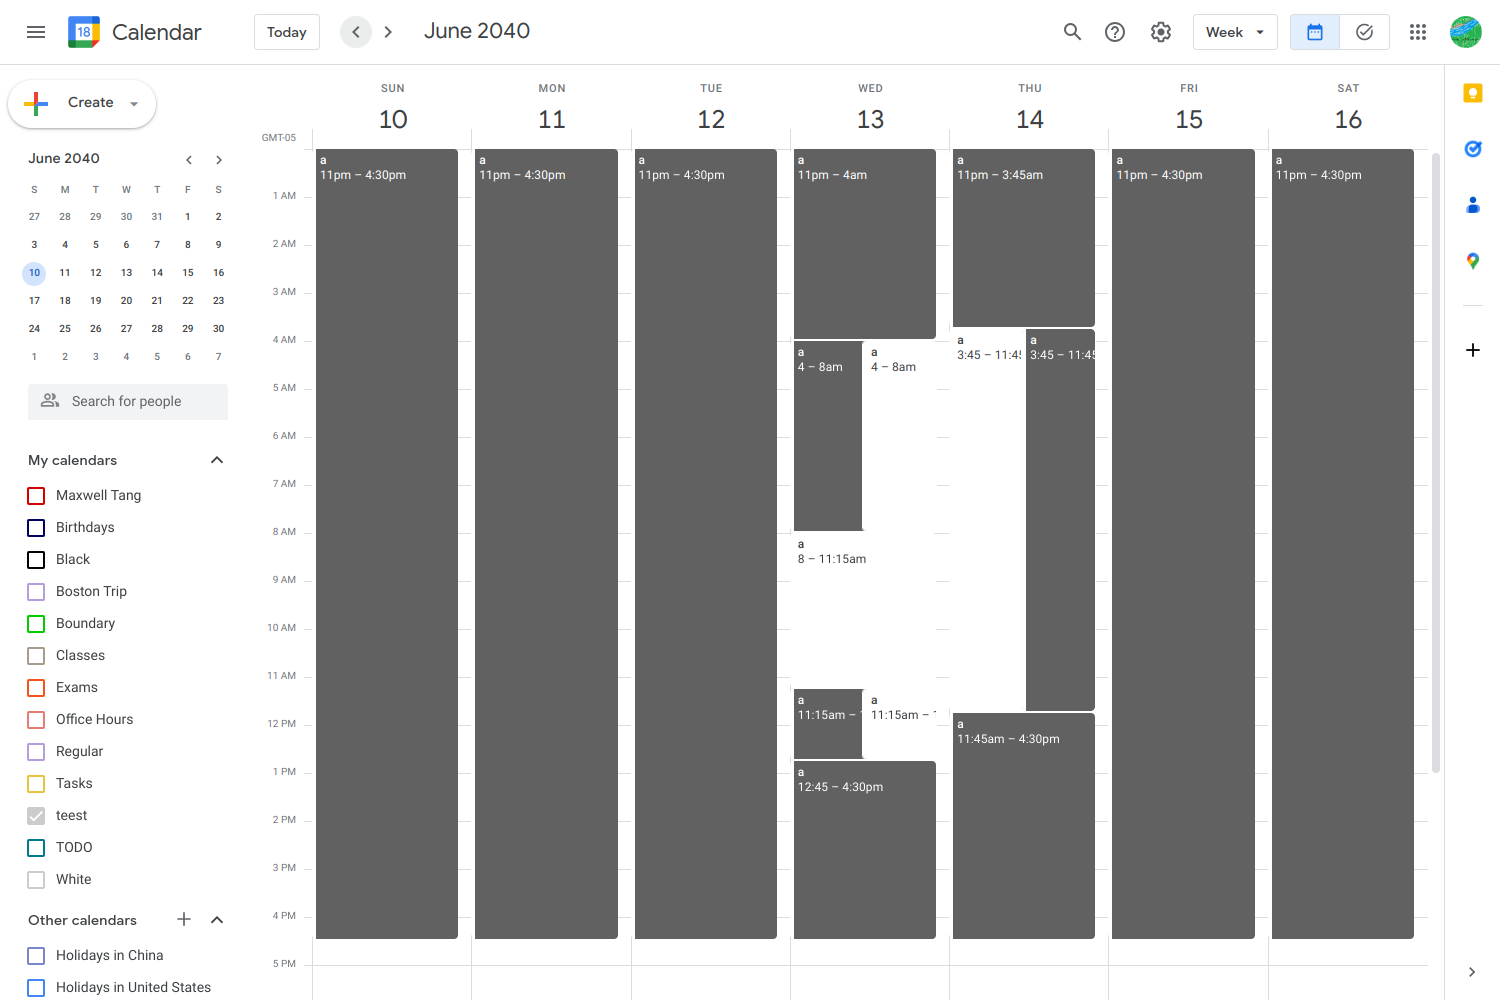 18 Calendar Today June 2040 Week
Create
SUN MON TUE WED THU FRI SAT
10 11 12 13 14 15 16
GMT-05
June 2040
S M T W T F S
27 28 29 30 31 1 2
3 4 5 6 7 8 9
10 11 12 13 14 15 16
17 18 19 20 21 22 23
24 25 26 27 28 29 30
1 2 3 4 5 6 7
Search for people
My calendars
Maxwell Tang
Birthdays
Black
Boston Trip
Boundary
Classes
Exams
Office Hours
Regular
Tasks
teest
TODO
White
Other calendars
Holidays in China
Holidays in United States
1 AM
2 AM
3 AM
4 AM
5 AM
6 AM
7 AM
8 AM
9 AM
10 AM
11 AM
12 PM
1 PM
2 PM
3 PM
4 PM
5 PM
a
11pm – 4:30pm
a
11pm – 4:30pm
a
11pm – 4:30pm
a
11pm – 4am
a
4 – 8am
a
4 – 8am
a
8 – 11:15am
a
11:15am –
a
11:15am –
a
12:45 – 4:30pm
a
11pm – 3:45am
a
3:45 – 11:45
a
3:45 – 11:45
a
11:45am – 4:30pm
a
11pm – 4:30pm
a
11pm – 4:30pm